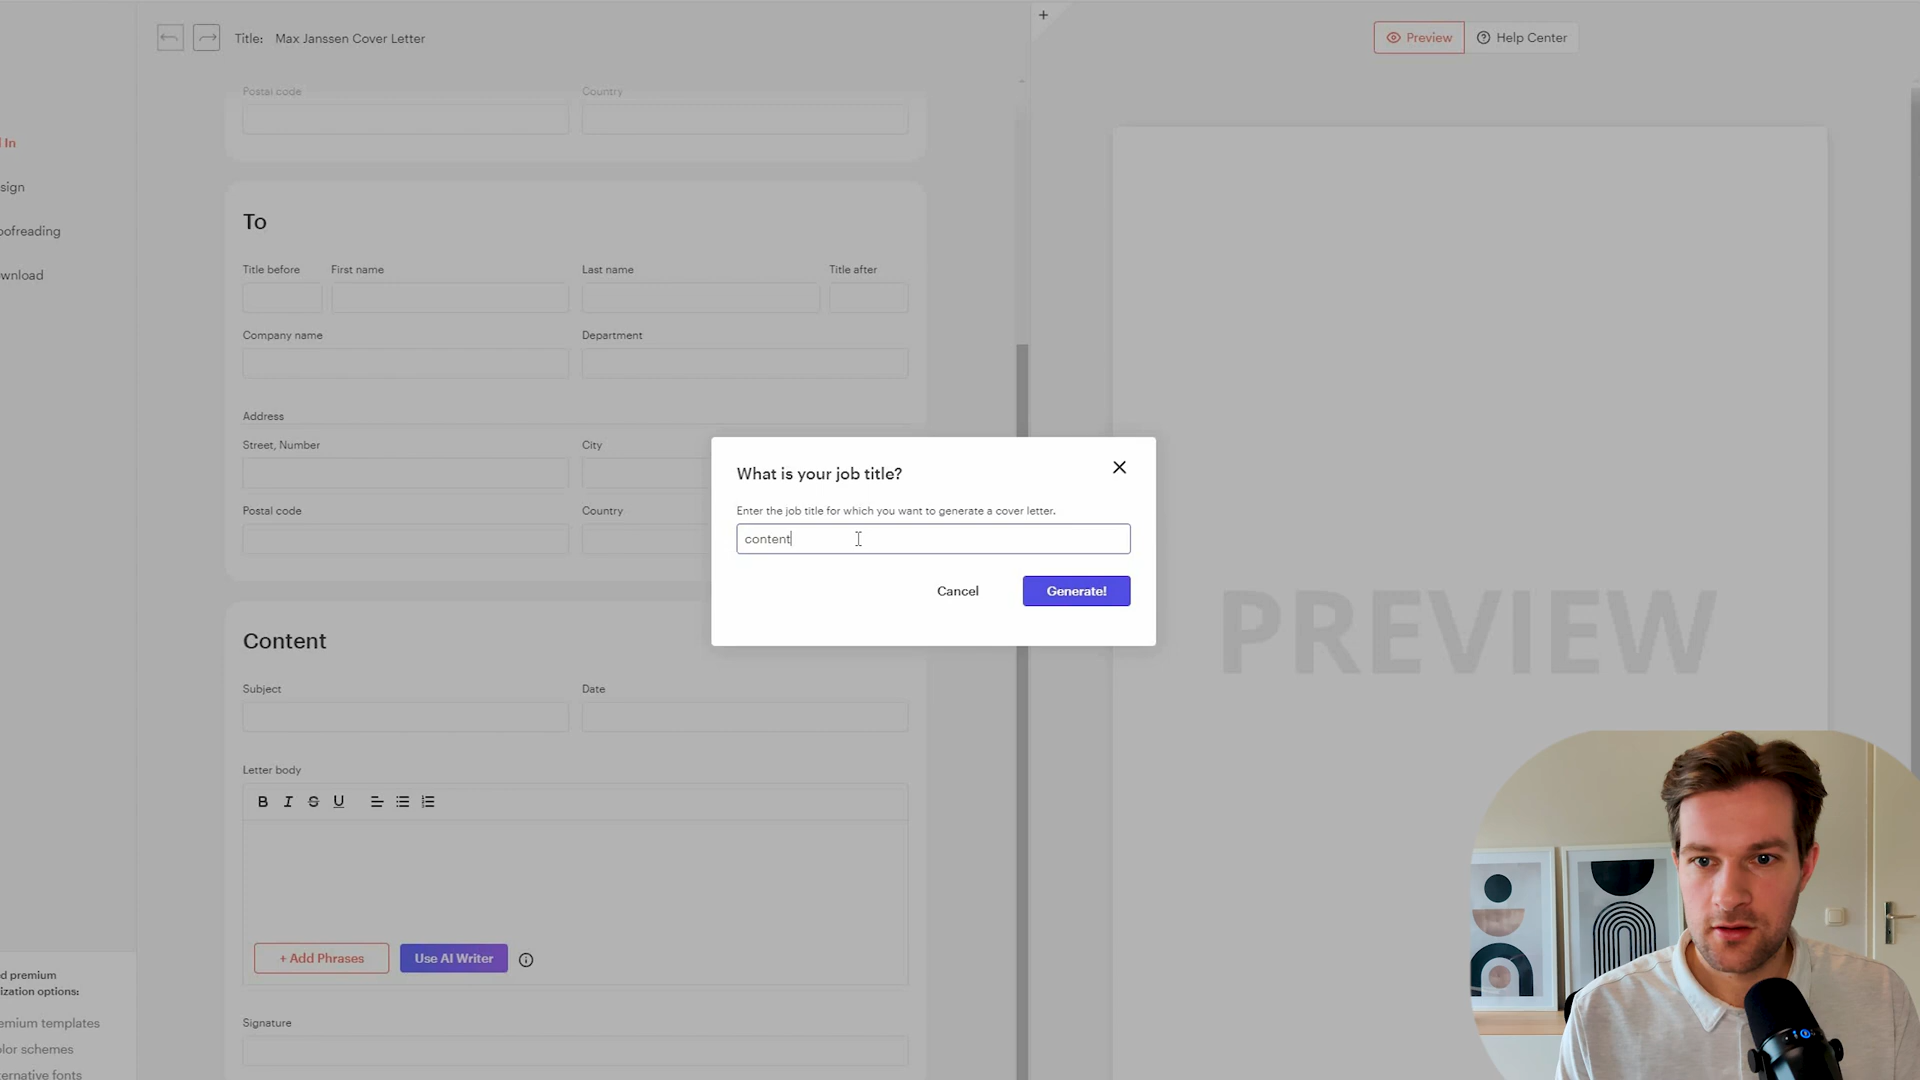 Title: Max Janssen Cover Letter
+
Preview
Help Center
Postal code
Country
In
sign
oofreading
wnload
To
Title before
First name
Last name
Title after
Company name
Department
Address
Street, Number
City
Postal code
Country
What is your job title?
Enter the job title for which you want to generate a cover letter.
content
Cancel
Generate!
PREVIEW
Content
Subject
Date
Letter body
B I S U
+ Add Phrases
Use AI Writer
d premium
ization options:
emium templates
lor schemes
ternative fonts
Signature